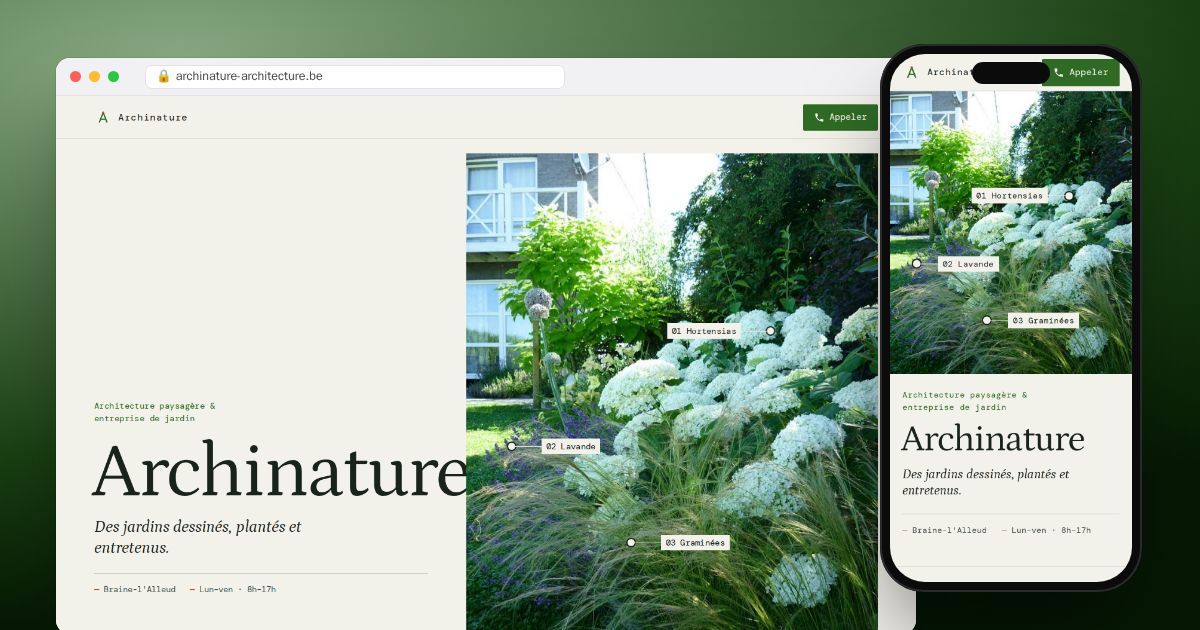 archinature-architecture.be
Archinature
Appeler
Architecture paysagère &
entreprise de jardin
Archinature
Des jardins dessinés, plantés et
entretenus.
— Braine-l'Alleud — Lun-ven · 8h-17h
01 Hortensias
02 Lavande
03 Graminées
Archinat
Appeler
01 Hortensias
02 Lavande
03 Graminées
Architecture paysagère &
entreprise de jardin
Archinature
Des jardins dessinés, plantés et
entretenus.
— Braine-l'Alleud — Lun-ven · 8h-17h